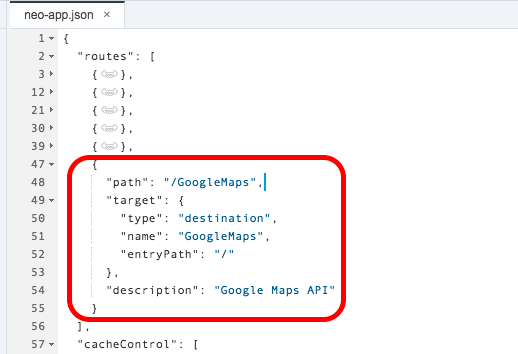 neo-app.json ×
1 {
2 "routes": [
3 { },
12 { },
21 { },
30 { },
39 { },
47 {
48 "path": "/GoogleMaps",
49 "target": {
50 "type": "destination",
51 "name": "GoogleMaps",
52 "entryPath": "/"
53 },
54 "description": "Google Maps API"
55 }
56 ],
57 "cacheControl": [